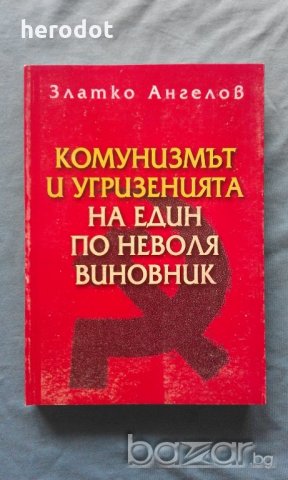 herodot
Златко Ангелов
КОМУНИЗМЪТ
И УГРИЗЕНИЯТА
НА ЕДИН
ПО НЕВОЛЯ
ВИНОВНИК
bazar.bg